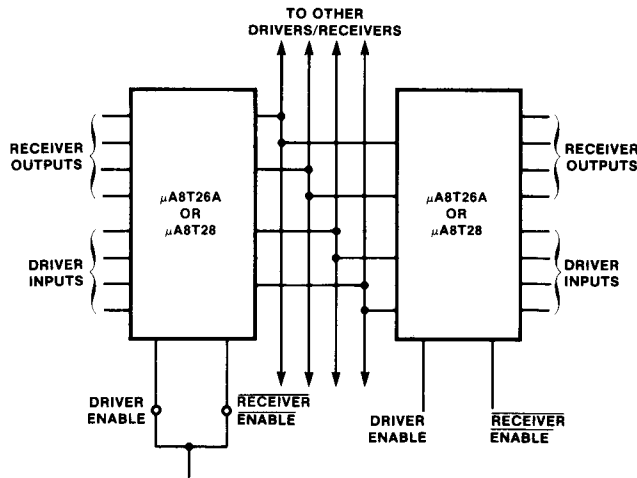 TO OTHER
DRIVERS/RECEIVERS
RECEIVER
OUTPUTS
μA8T26A
OR
μA8T28
DRIVER
INPUTS
μA8T26A
OR
μA8T28
RECEIVER
OUTPUTS
DRIVER
INPUTS
DRIVER
ENABLE
RECEIVER
ENABLE
DRIVER
ENABLE
RECEIVER
ENABLE